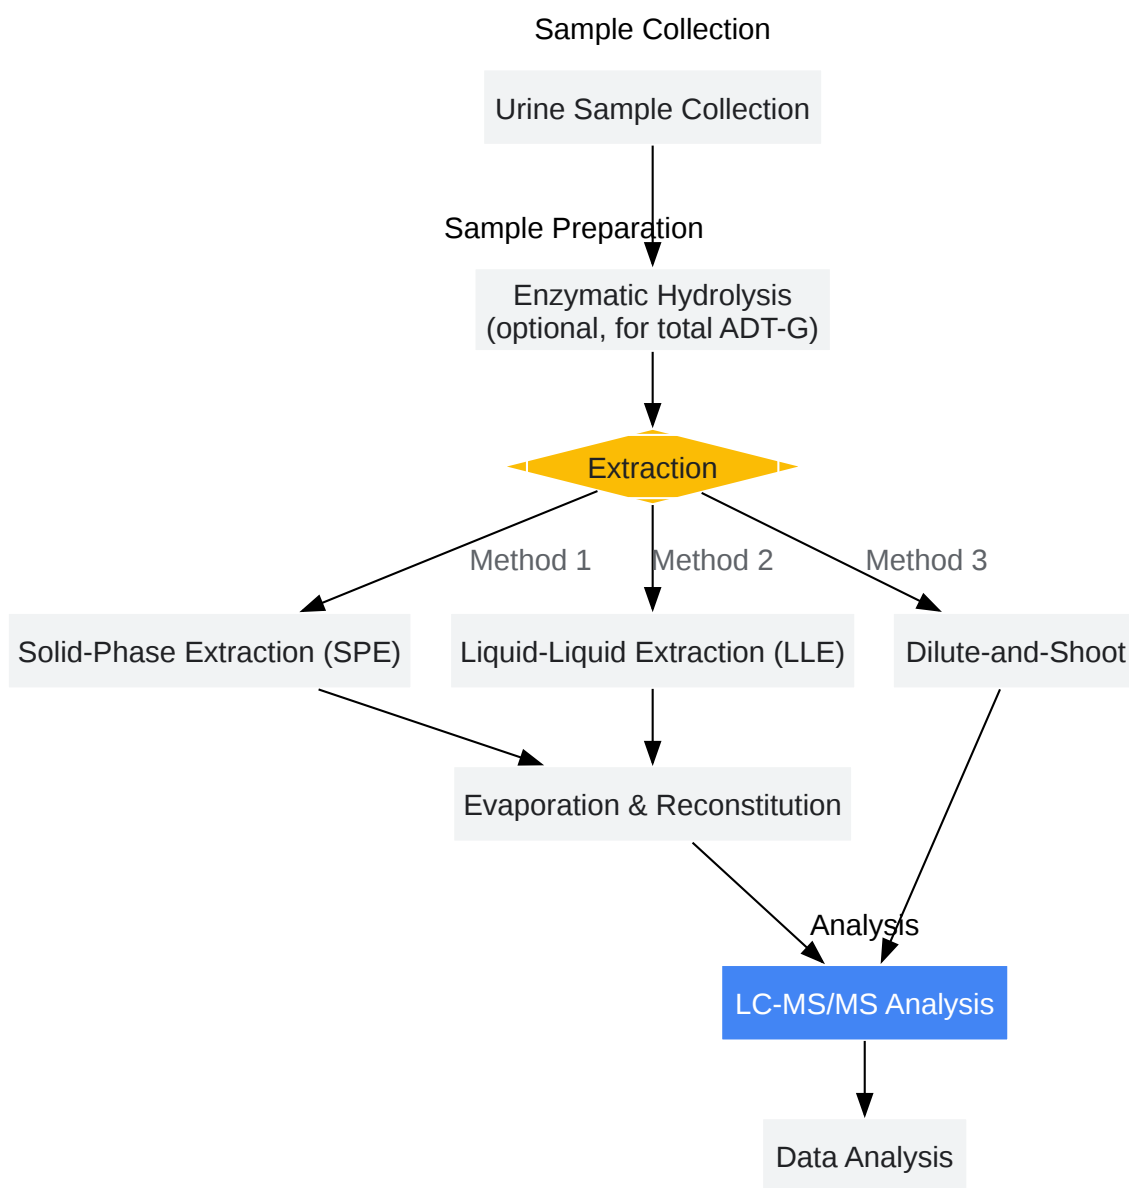 Sample Collection
Urine Sample Collection
Sample Preparation
Enzymatic Hydrolysis
(optional, for total ADT-G)
Extraction
Method 1
Method 2
Method 3
Solid-Phase Extraction (SPE)
Liquid-Liquid Extraction (LLE)
Dilute-and-Shoot
Evaporation & Reconstitution
Analysis
LC-MS/MS Analysis
Data Analysis